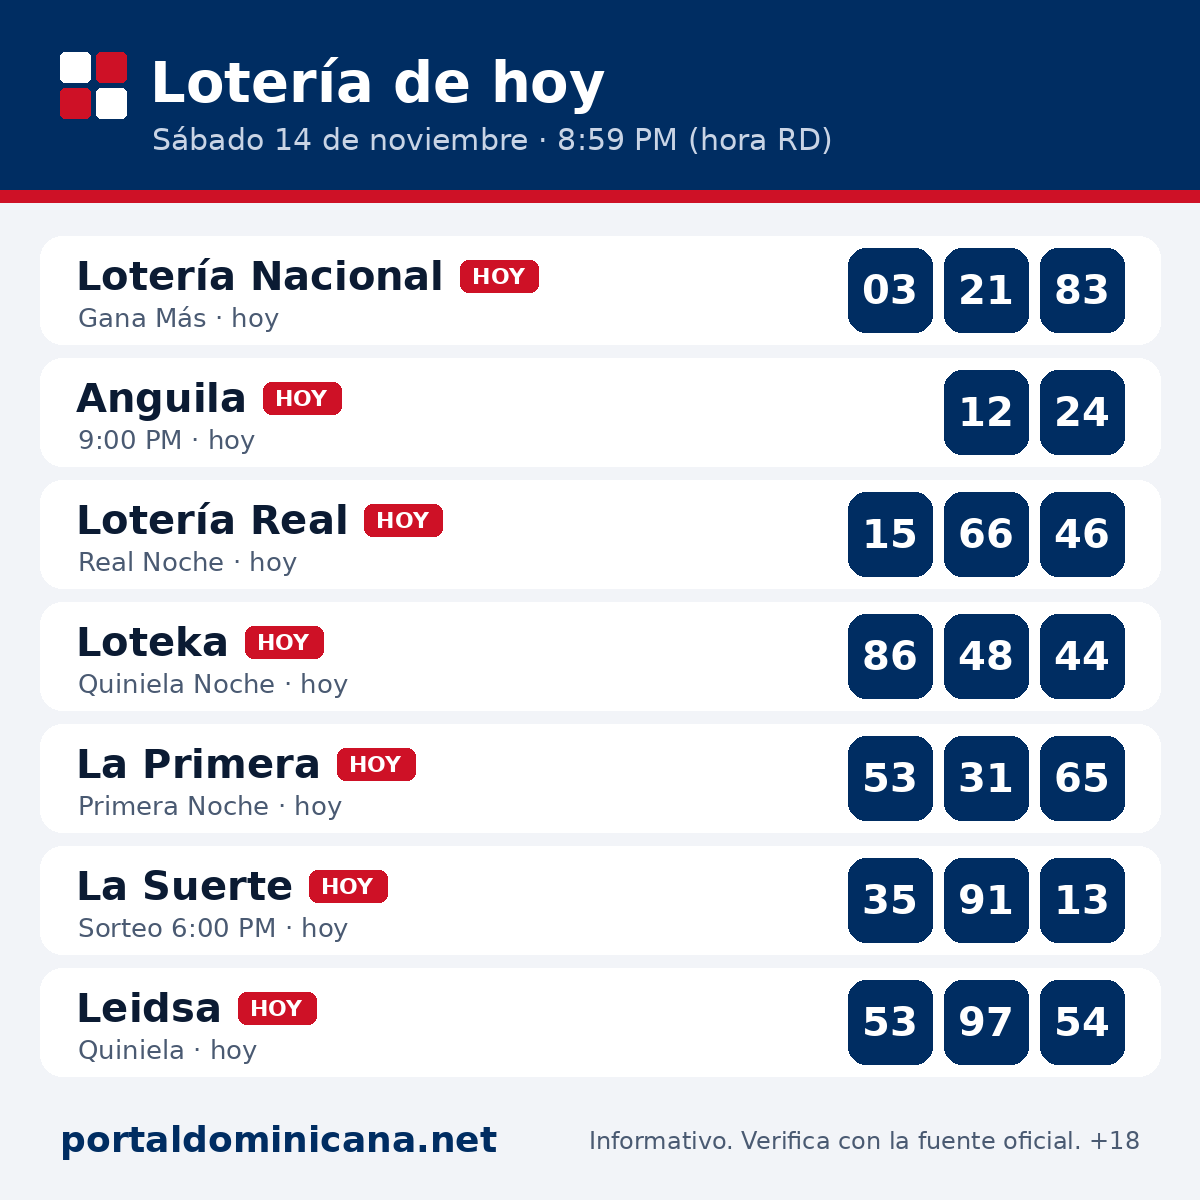 Lotería de hoy
Sábado 14 de noviembre · 8:59 PM (hora RD)
Lotería Nacional HOY
Gana Más · hoy
03 21 83
Anguila HOY
9:00 PM · hoy
12 24
Lotería Real HOY
Real Noche · hoy
15 66 46
Loteka HOY
Quiniela Noche · hoy
86 48 44
La Primera HOY
Primera Noche · hoy
53 31 65
La Suerte HOY
Sorteo 6:00 PM · hoy
35 91 13
Leidsa HOY
Quiniela · hoy
53 97 54
portaldominicana.net
Informativo. Verifica con la fuente oficial. +18